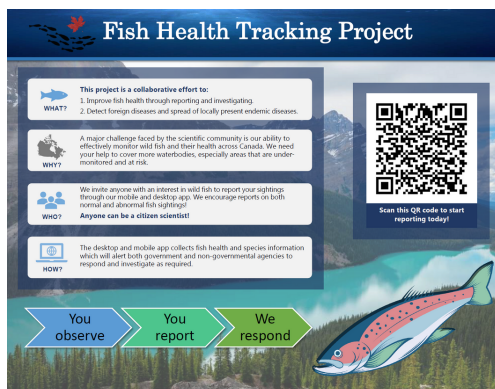 Fish Health Tracking Project
WHAT?
This project is a collaborative effort to:
1. Improve fish health through reporting and investigating.
2. Detect foreign diseases and spread of locally present endemic diseases.
WHY?
A major challenge faced by the scientific community is our ability to
effectively monitor wild fish and their health across Canada. We need
your help to cover more waterbodies, especially areas that are under-
monitored and at risk.
WHO?
We invite anyone with an interest in wild fish to report your sightings
through our mobile and desktop app. We encourage reports on both
normal and abnormal fish sightings!
Anyone can be a citizen scientist!
HOW?
The desktop and mobile app collects fish health and species information
which will alert both government and non-governmental agencies to
respond and investigate as required.
Scan this QR code to start
reporting today!
You
observe
You
report
We
respond